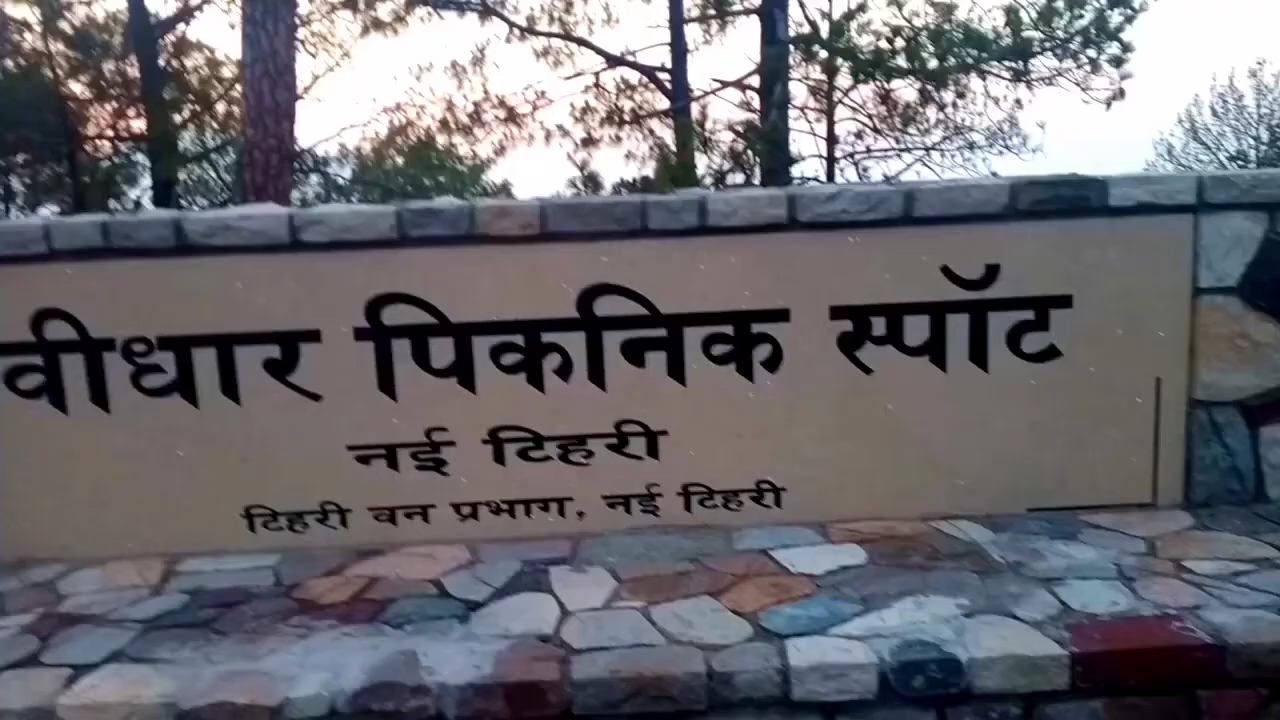 वीधार पिकनिक स्पॉट
नई टिहरी
टिहरी वन प्रभाग, नई टिहरी